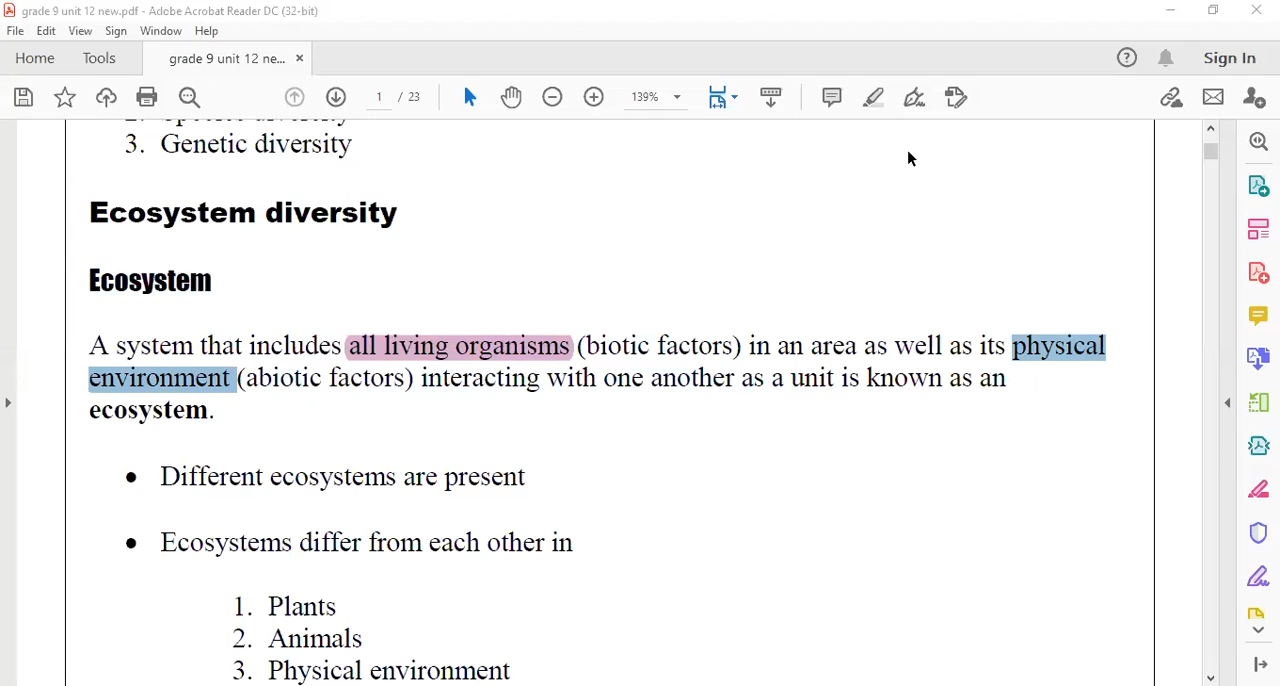 grade 9 unit 12 new.pdf - Adobe Acrobat Reader DC (32-bit)
File Edit View Sign Window Help
Home Tools grade 9 unit 12 ne... × Sign In
1 / 23 139%
3. Genetic diversity
Ecosystem diversity
Ecosystem
A system that includes all living organisms (biotic factors) in an area as well as its physical
environment (abiotic factors) interacting with one another as a unit is known as an
ecosystem.
• Different ecosystems are present
• Ecosystems differ from each other in
1. Plants
2. Animals
3. Physical environment